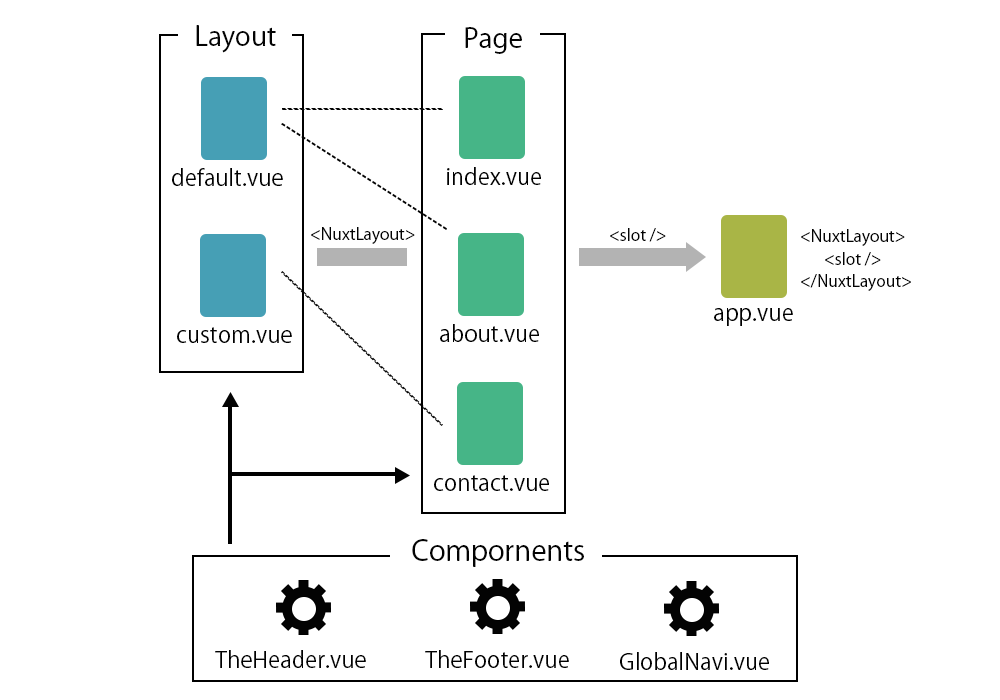 Layout
default.vue
custom.vue
<NuxtLayout>
Page
index.vue
about.vue
contact.vue
<slot />
app.vue
<NuxtLayout>
<slot />
</NuxtLayout>
Compornents
TheHeader.vue
TheFooter.vue
GlobalNavi.vue